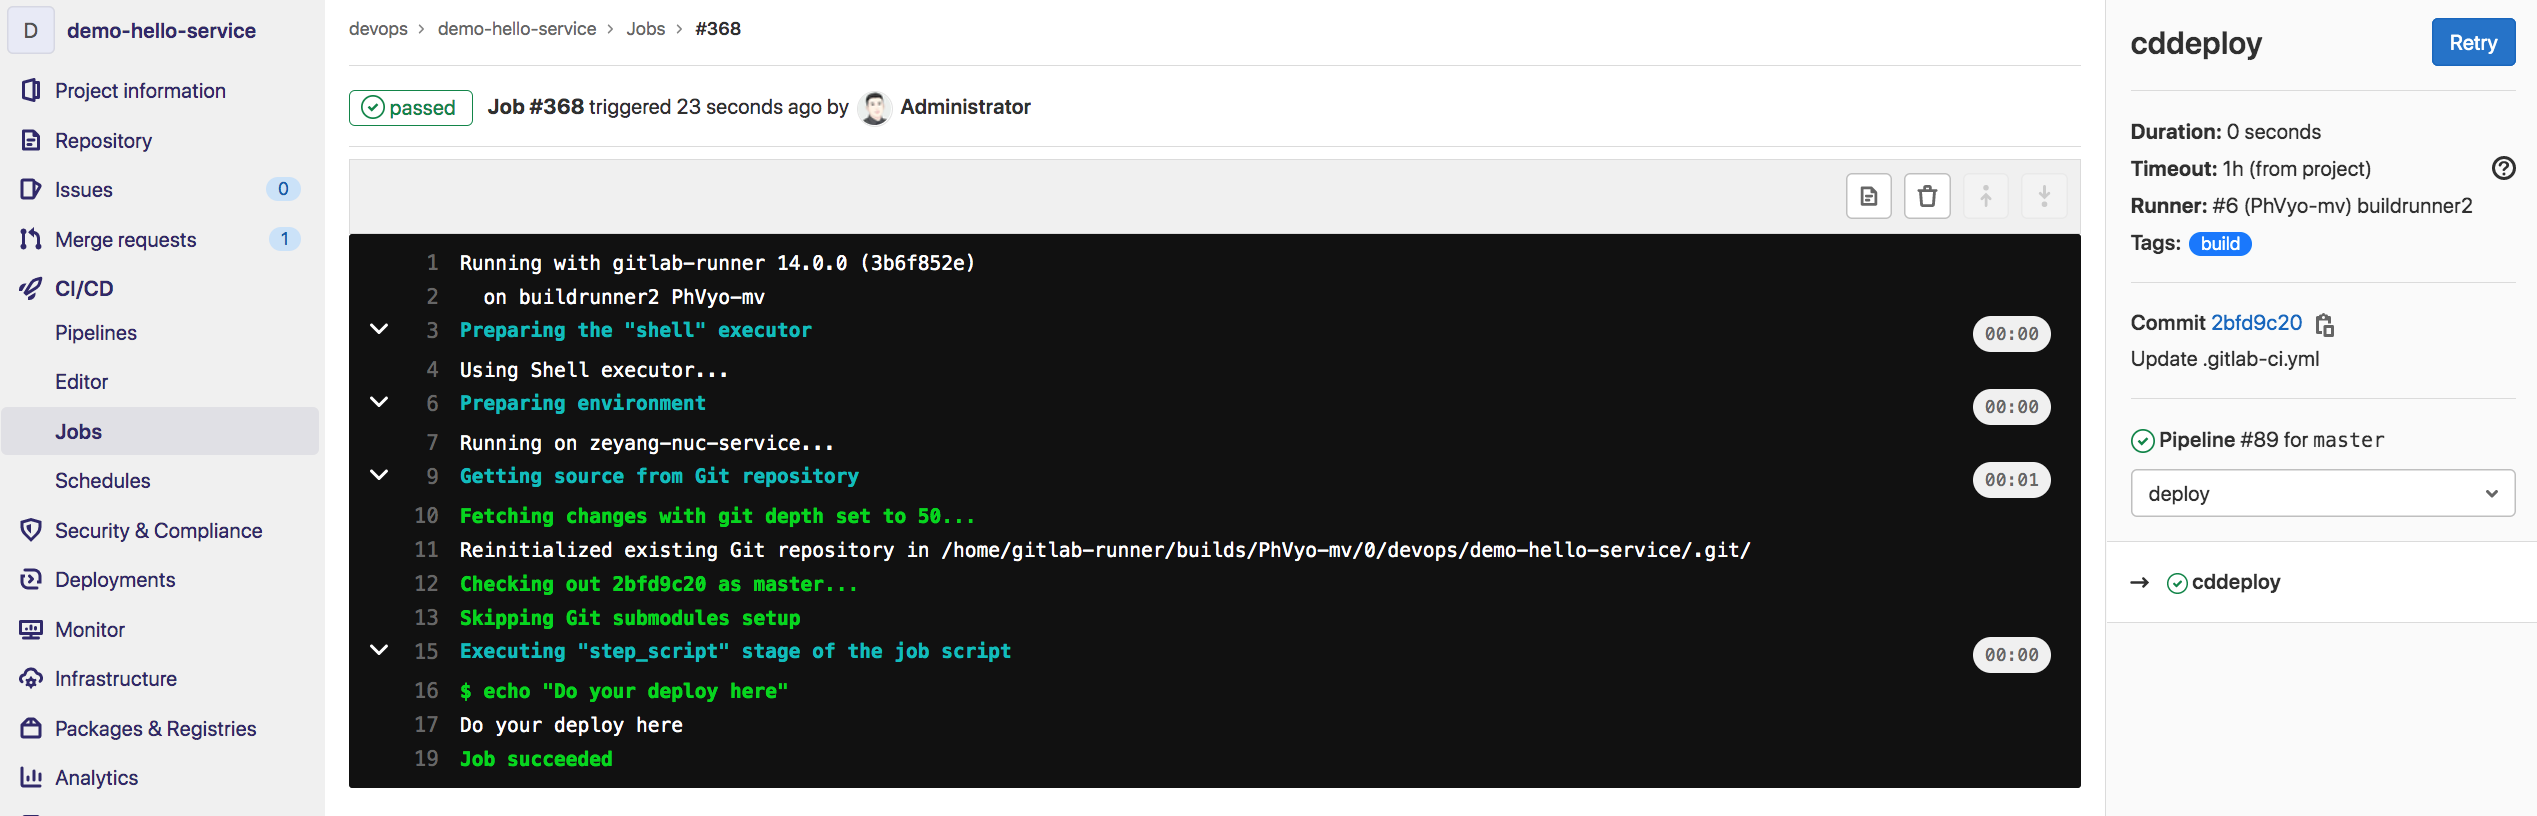 D demo-hello-service
Project information
Repository
Issues 0
Merge requests 1
CI/CD
Pipelines
Editor
Jobs
Schedules
Security & Compliance
Deployments
Monitor
Infrastructure
Packages & Registries
Analytics
devops › demo-hello-service › Jobs › #368
passed Job #368 triggered 23 seconds ago by Administrator
1 Running with gitlab-runner 14.0.0 (3b6f852e)
2 on buildrunner2 PhVyo-mv
3 Preparing the "shell" executor 00:00
4 Using Shell executor...
6 Preparing environment 00:00
7 Running on zeyang-nuc-service...
9 Getting source from Git repository 00:01
10 Fetching changes with git depth set to 50...
11 Reinitialized existing Git repository in /home/gitlab-runner/builds/PhVyo-mv/0/devops/demo-hello-service/.git/
12 Checking out 2bfd9c20 as master...
13 Skipping Git submodules setup
15 Executing "step_script" stage of the job script 00:00
16 $ echo "Do your deploy here"
17 Do your deploy here
19 Job succeeded
cddeploy Retry
Duration: 0 seconds
Timeout: 1h (from project)
Runner: #6 (PhVyo-mv) buildrunner2
Tags: build
Commit 2bfd9c20
Update .gitlab-ci.yml
Pipeline #89 for master
deploy
→ cddeploy